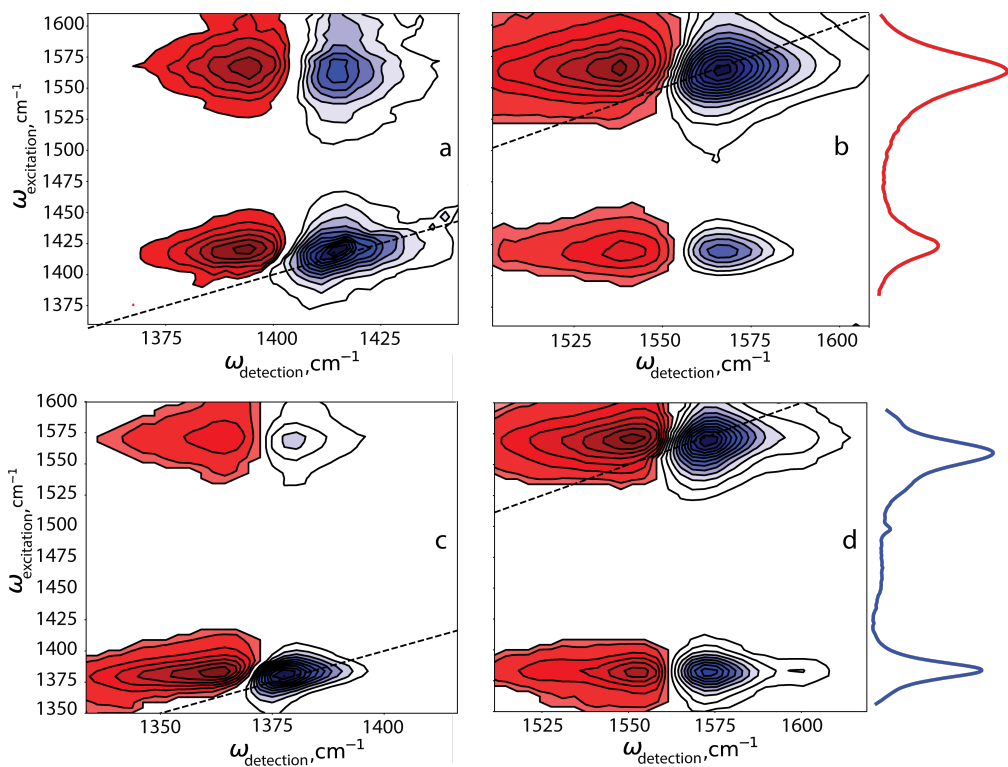 1600
1575
1550
1525
1500
1475
1450
1425
1400
1375
ωexcitation,cm⁻¹
a
b
1375 1400 1425
1525 1550 1575 1600
ωdetection,cm⁻¹
ωdetection,cm⁻¹
1600
1575
1550
1525
1500
1475
1450
1425
1400
1375
1350
ωexcitation,cm⁻¹
c
d
1350 1375 1400
1525 1550 1575 1600
ωdetection,cm⁻¹
ωdetection,cm⁻¹